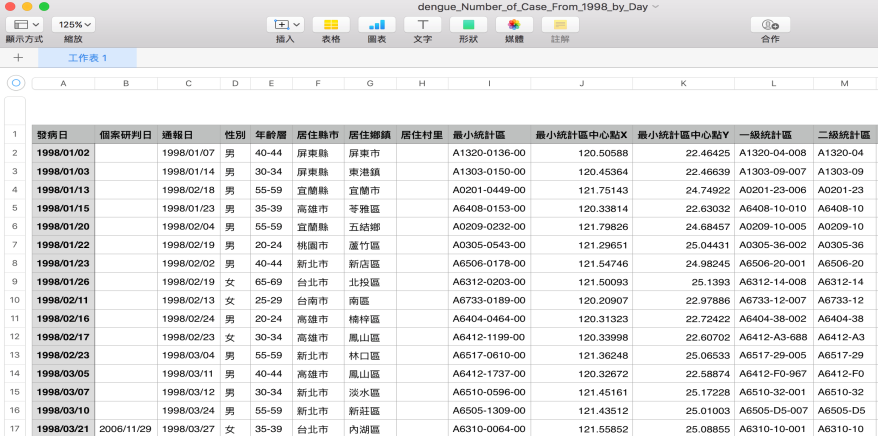 dengue_Number_of_Case_From_1998_by_Day
125%
顯示方式 縮放 插入 表格 圖表 文字 形狀 媒體 註解 合作
+ 工作表 1
A B C D E F G H I J K L M
1 發病日 個案研判日 通報日 性別 年齡層 居住縣市 居住鄉鎮 居住村里 最小統計區 最小統計區中心點X 最小統計區中心點Y 一級統計區 二級統計區
2 1998/01/02 1998/01/07 男 40-44 屏東縣 屏東市 A1320-0136-00 120.50588 22.46425 A1320-04-008 A1320-04
3 1998/01/03 1998/01/14 男 30-34 屏東縣 東港鎮 A1303-0150-00 120.45364 22.46639 A1303-09-007 A1303-09
4 1998/01/13 1998/02/18 男 55-59 宜蘭縣 宜蘭市 A0201-0449-00 121.75143 24.74922 A0201-23-006 A0201-23
5 1998/01/15 1998/01/23 男 35-39 高雄市 苓雅區 A6408-0153-00 120.33814 22.63032 A6408-10-010 A6408-10
6 1998/01/20 1998/02/04 男 55-59 宜蘭縣 五結鄉 A0209-0232-00 121.79826 24.68457 A0209-10-005 A0209-10
7 1998/01/22 1998/02/19 男 20-24 桃園市 蘆竹區 A0305-0543-00 121.29651 25.04431 A0305-36-002 A0305-36
8 1998/01/23 1998/02/02 男 40-44 新北市 新店區 A6506-0178-00 121.54746 24.98245 A6506-20-001 A6506-20
9 1998/01/26 1998/02/19 女 65-69 台北市 北投區 A6312-0203-00 121.50093 25.1393 A6312-14-008 A6312-14
10 1998/02/11 1998/02/13 女 25-29 台南市 南區 A6733-0189-00 120.20907 22.97886 A6733-12-007 A6733-12
11 1998/02/16 1998/02/24 男 20-24 高雄市 楠梓區 A6404-0464-00 120.31323 22.72422 A6404-38-002 A6404-38
12 1998/02/17 1998/02/23 女 30-34 高雄市 鳳山區 A6412-1199-00 120.33998 22.60702 A6412-A3-688 A6412-A3
13 1998/02/23 1998/03/04 男 55-59 新北市 林口區 A6517-0610-00 121.36248 25.06533 A6517-29-005 A6517-29
14 1998/03/05 1998/03/11 男 40-44 高雄市 鳳山區 A6412-1737-00 120.32672 22.58874 A6412-F0-967 A6412-F0
15 1998/03/07 1998/03/12 男 30-34 新北市 淡水區 A6510-0596-00 121.45161 25.17228 A6510-32-001 A6510-32
16 1998/03/10 1998/03/24 男 55-59 新北市 新莊區 A6505-1309-00 121.43512 25.01003 A6505-D5-007 A6505-D5
17 1998/03/21 2006/11/29 1998/03/27 女 35-39 台北市 內湖區 A6310-0064-00 121.55852 25.08855 A6310-10-001 A6310-10